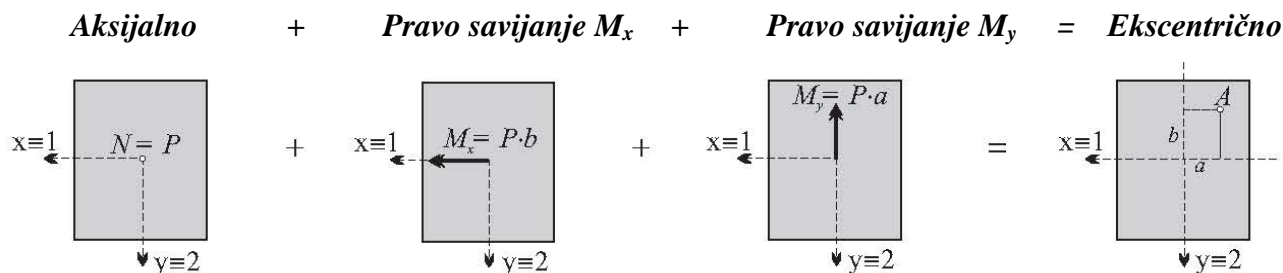 Aksijalno + Pravo savijanje Mx + Pravo savijanje My = Ekscentrično
N = P
x≡1
y≡2
+
Mx = P·b
x≡1
y≡2
+
My = P·a
x≡1
y≡2
=
A
b
a
x≡1
y≡2